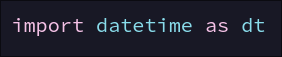 import datetime as dt